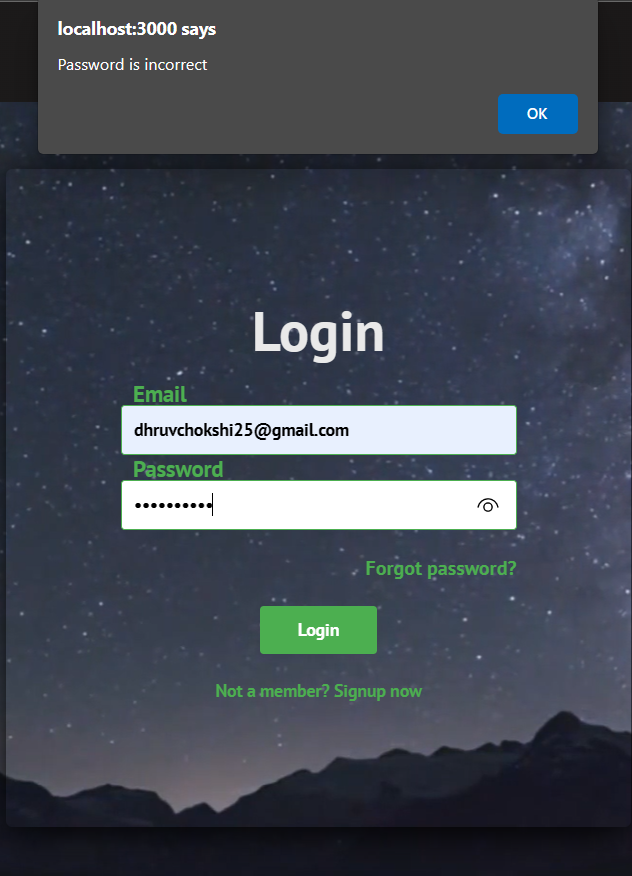 localhost:3000 says
Password is incorrect
OK
Login
Email
dhruvchokshi25@gmail.com
Password
••••••••••
Forgot password?
Login
Not a member? Signup now